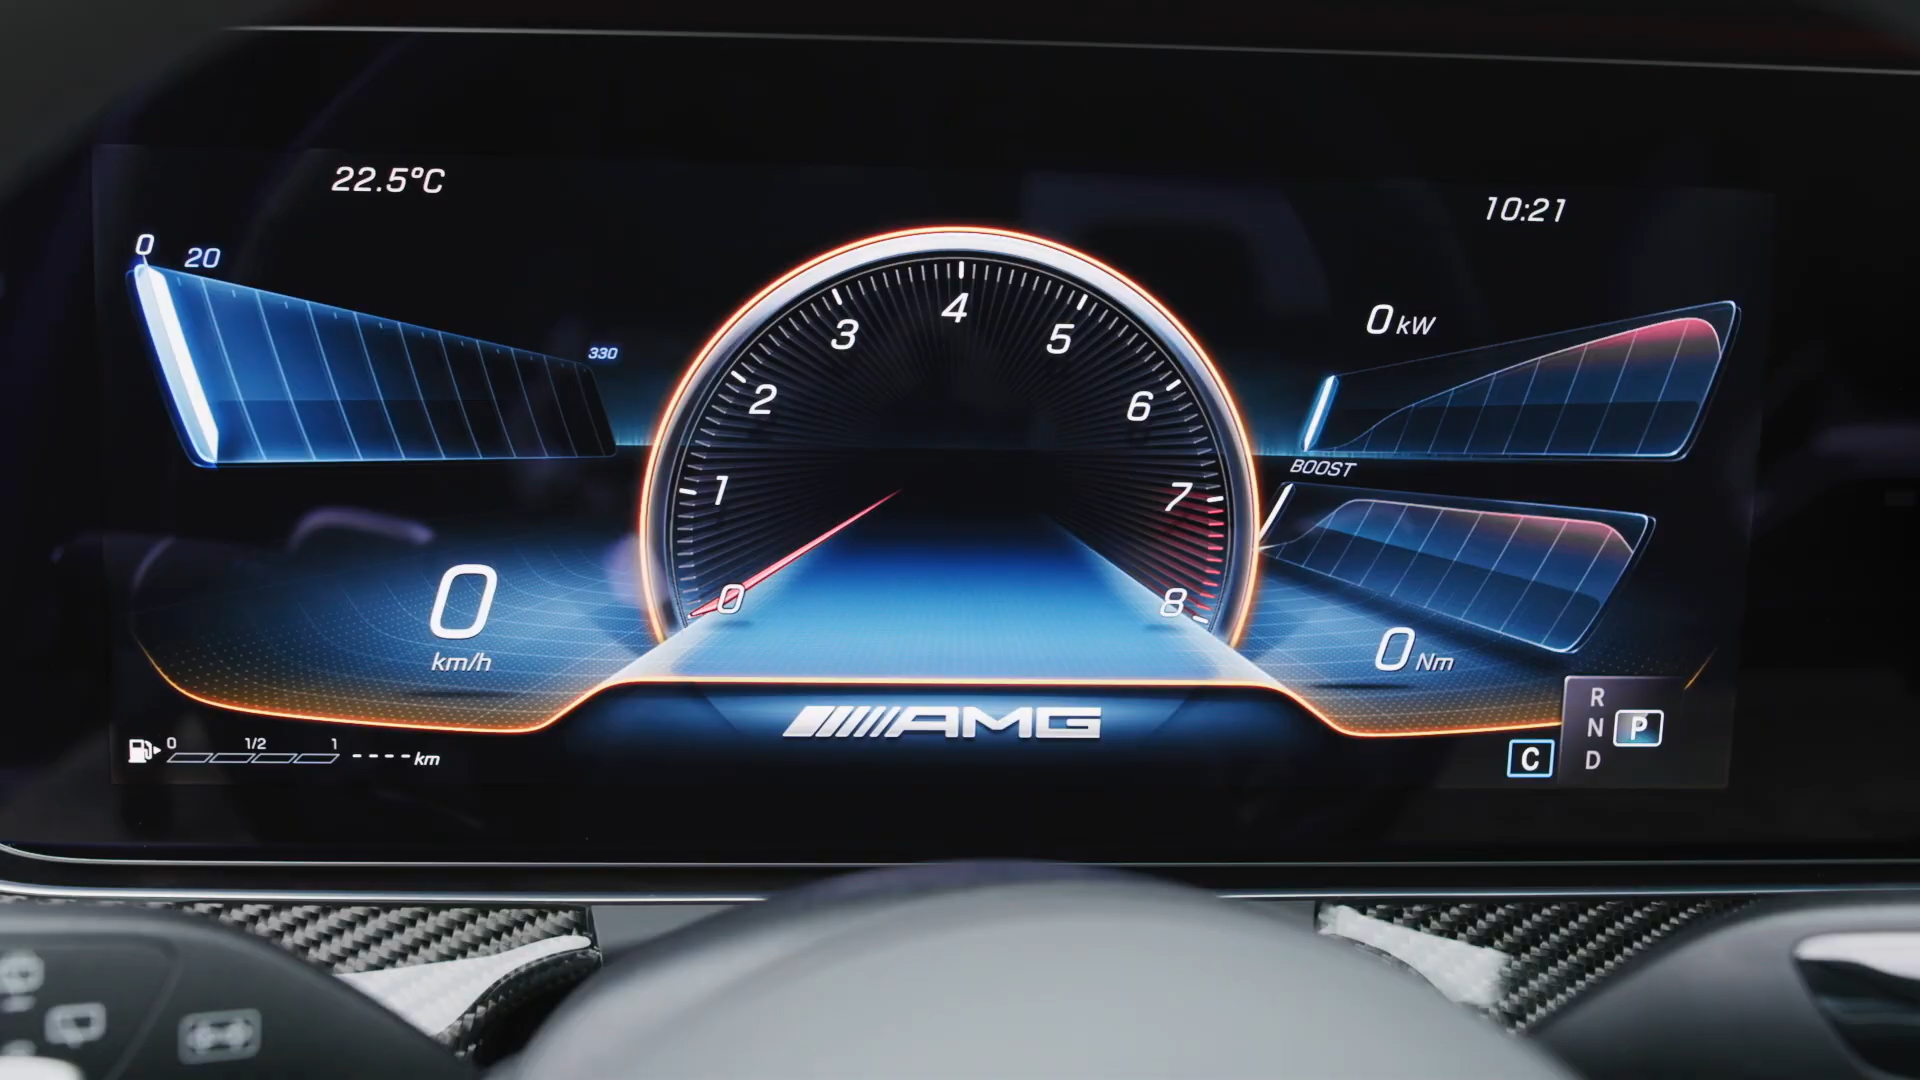 22.5°C
10:21
0 20
330
0 kW
4
3 5
2 6
1 7
0 8
BOOST
0
km/h
0 Nm
AMG
0 1/2 1 ---- km
R
N P
D
C